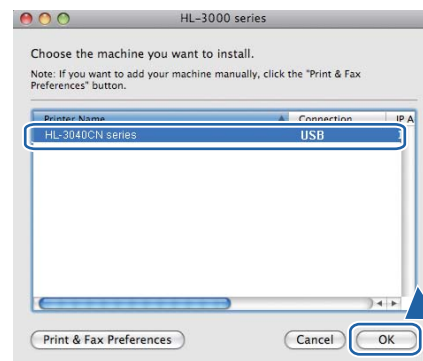 HL-3000 series
Choose the machine you want to install.
Note: If you want to add your machine manually, click the "Print & Fax
Preferences" button.
Printer Name Connection IP A
HL-3040CN series USB
Print & Fax Preferences Cancel OK